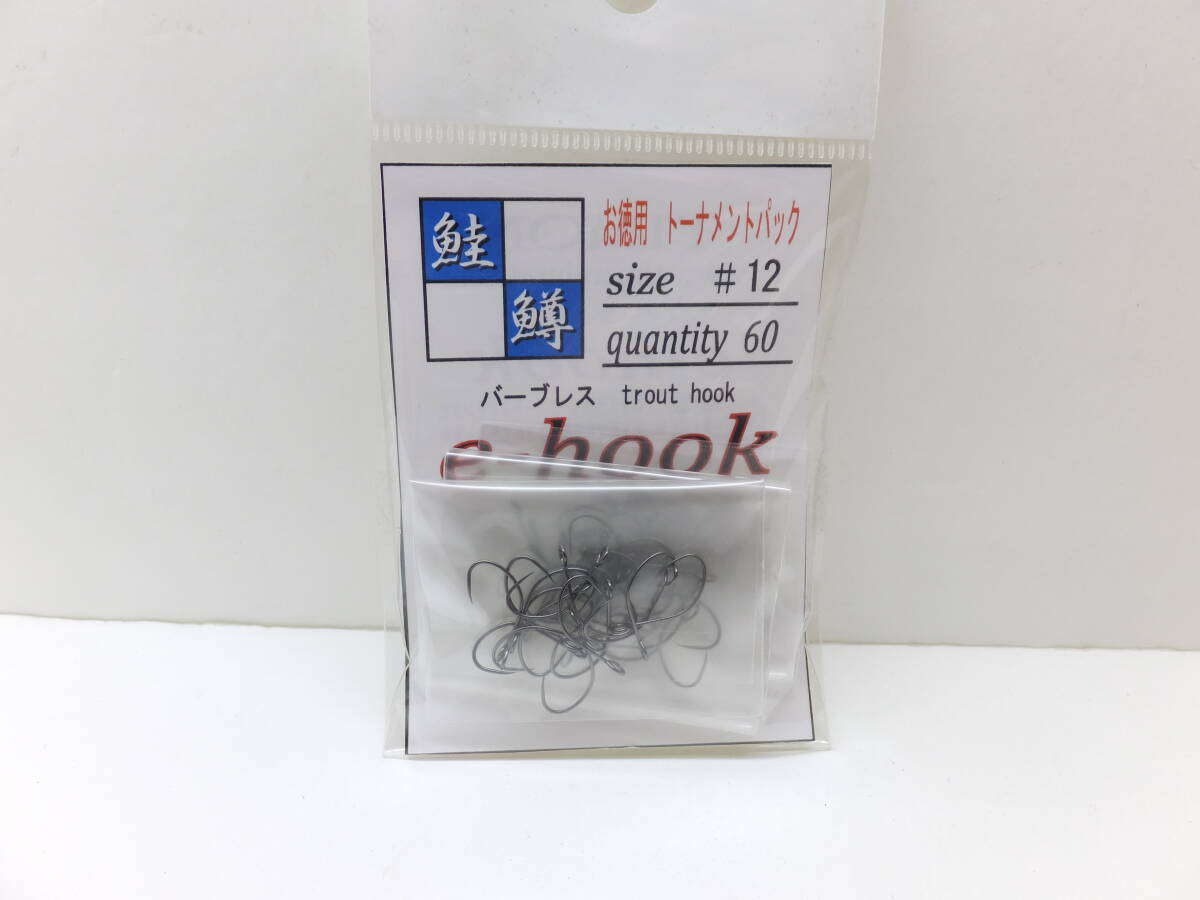 鮭
鱒
お徳用 トーナメントパック
size #12
quantity 60
バーブレス trout hook
e-hook